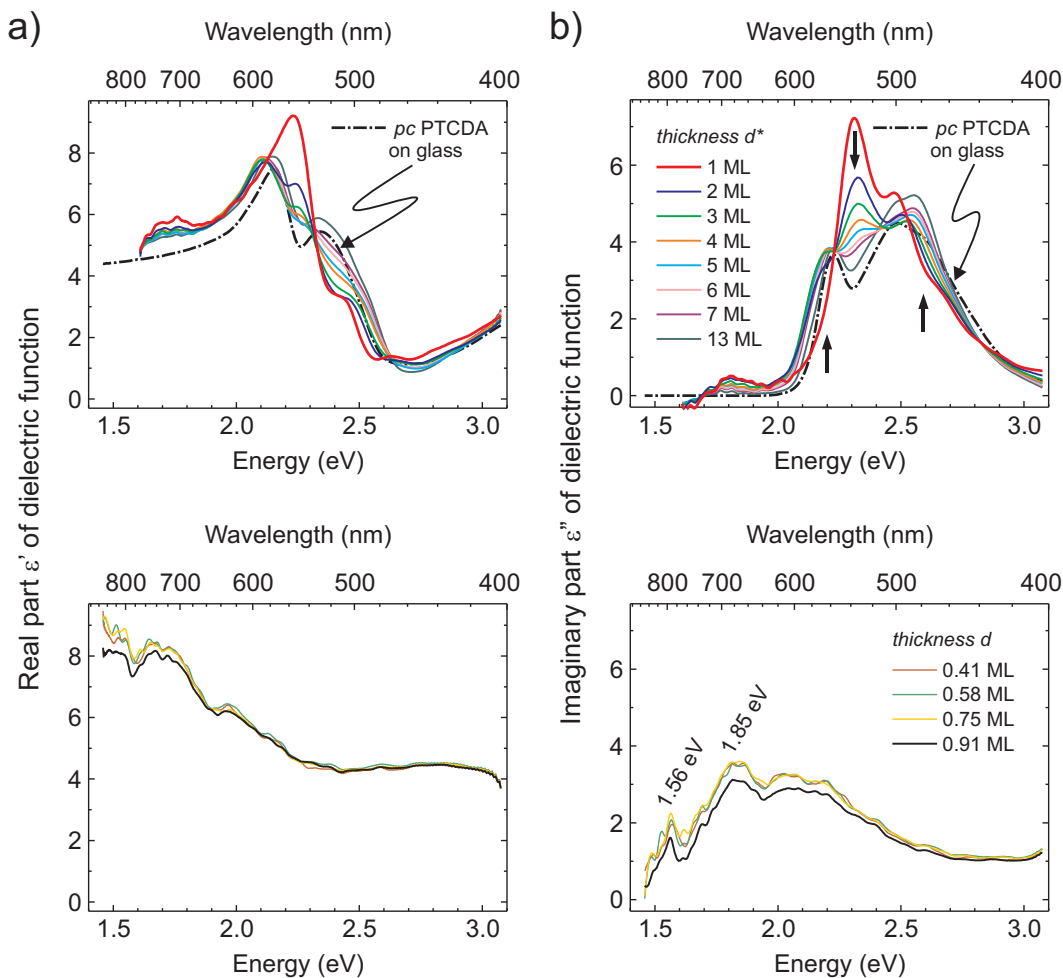 a)
Wavelength (nm)
800 700 600 500 400
pc PTCDA
on glass
8
6
4
2
0
1.5 2.0 2.5 3.0
Energy (eV)
Real part ε' of dielectric function
Wavelength (nm)
800 700 600 500 400
8
6
4
2
0
1.5 2.0 2.5 3.0
Energy (eV)
b)
Wavelength (nm)
800 700 600 500 400
thickness d*
1 ML
2 ML
3 ML
4 ML
5 ML
6 ML
7 ML
13 ML
pc PTCDA
on glass
6
4
2
0
1.5 2.0 2.5 3.0
Energy (eV)
Imaginary part ε" of dielectric function
Wavelength (nm)
800 700 600 500 400
thickness d
0.41 ML
0.58 ML
0.75 ML
0.91 ML
1.56 eV
1.85 eV
6
4
2
0
1.5 2.0 2.5 3.0
Energy (eV)